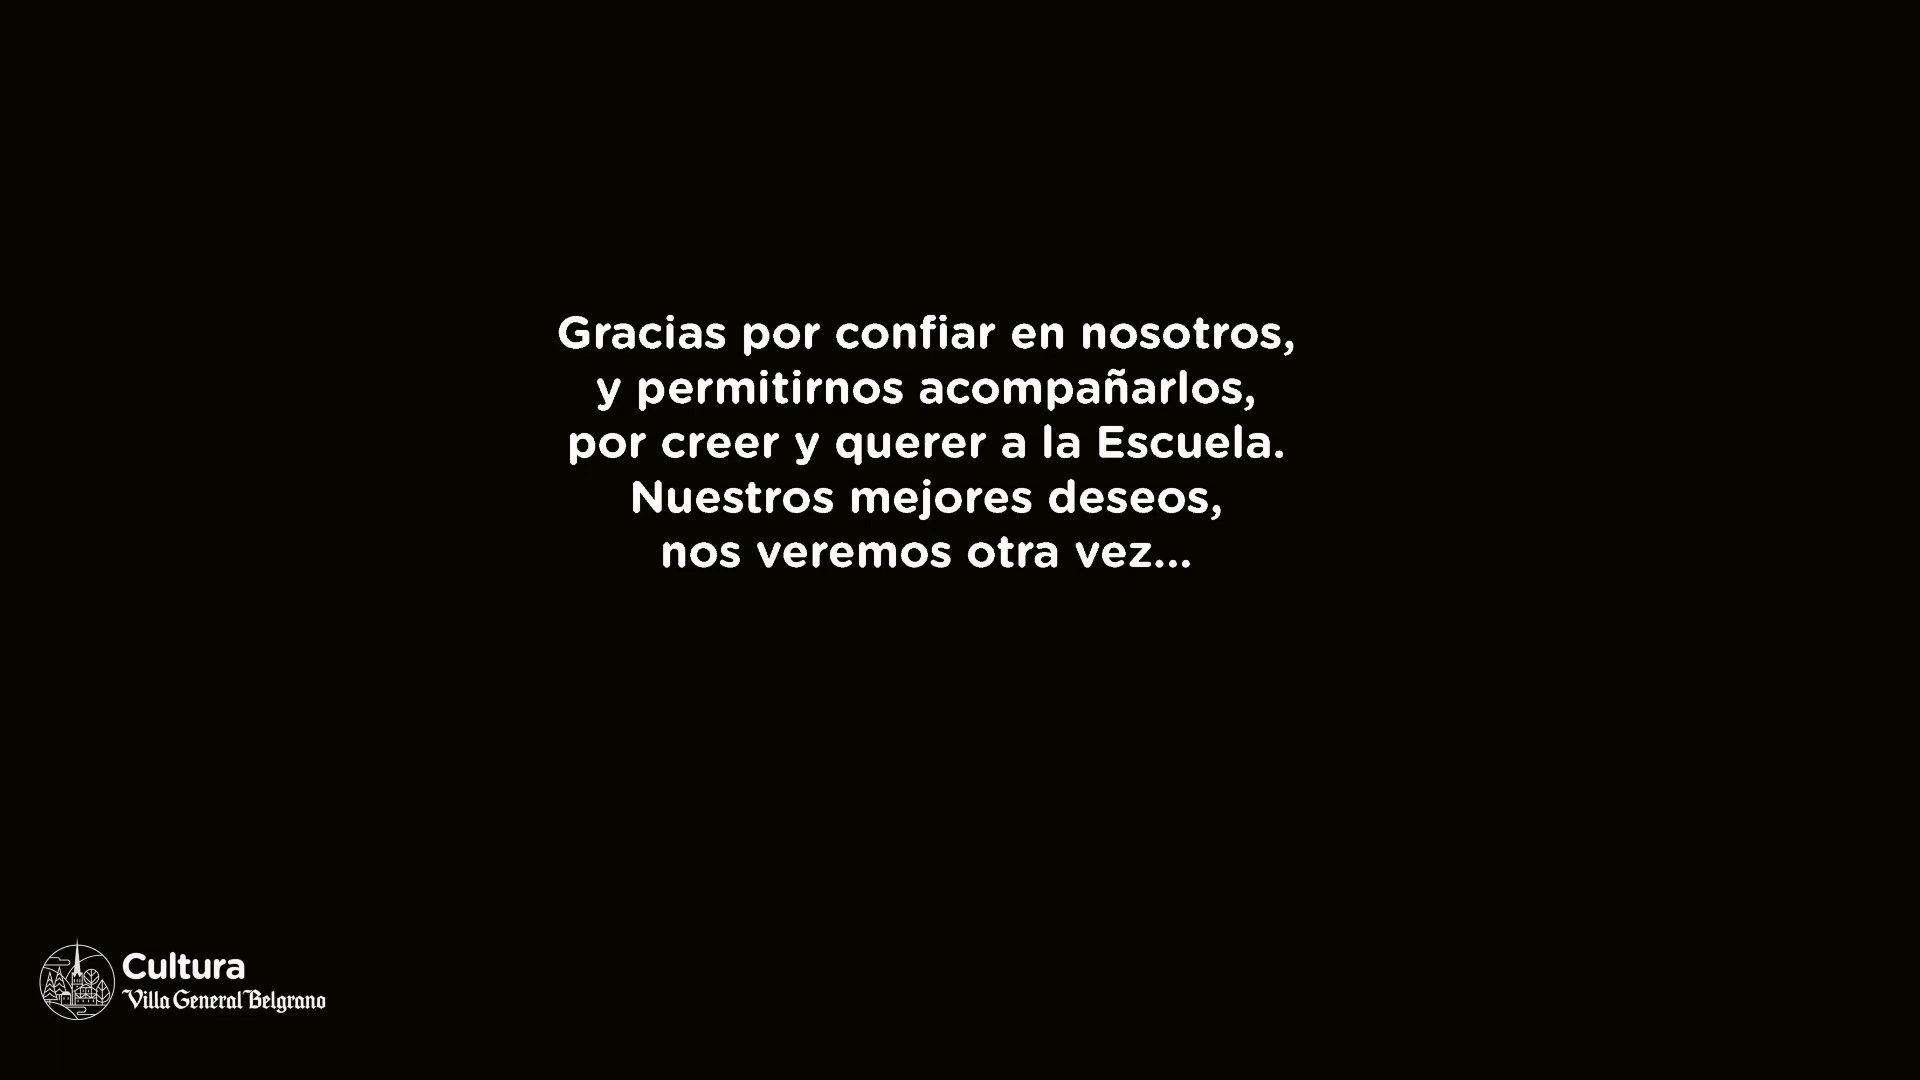 Gracias por confiar en nosotros,
y permitirnos acompañarlos,
por creer y querer a la Escuela.
Nuestros mejores deseos,
nos veremos otra vez...
Cultura
Villa General Belgrano